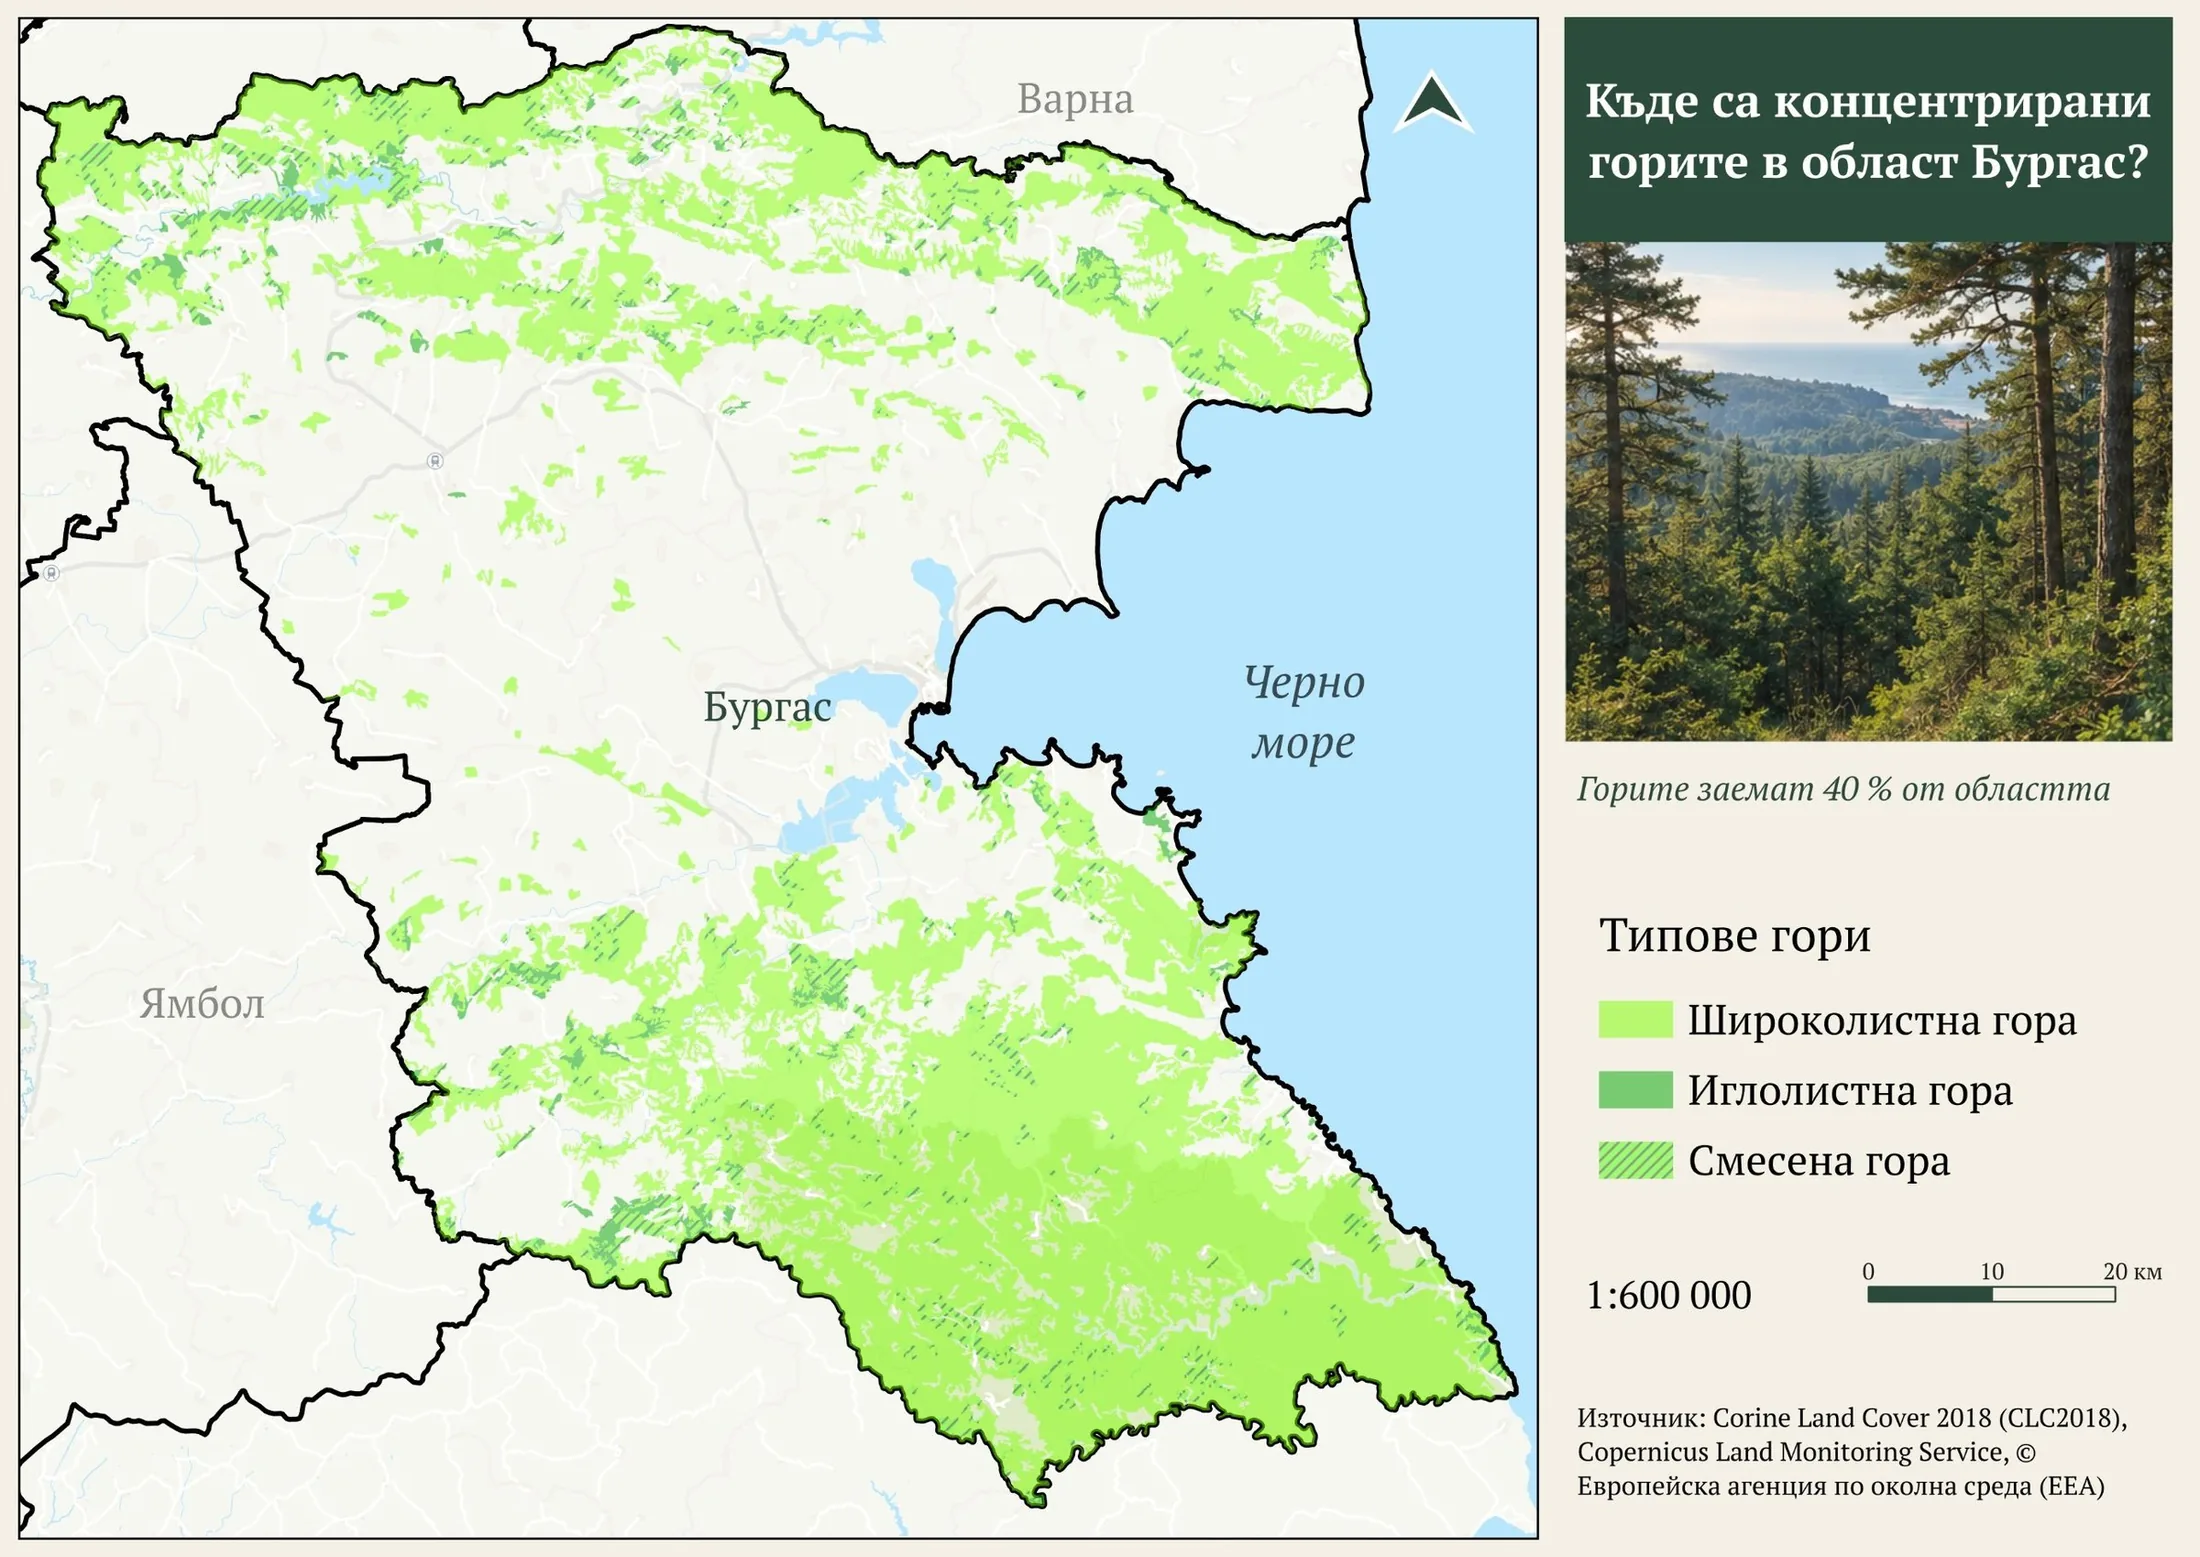 Къде са концентрирани
горите в област Бургас?
Варна
Бургас
Черно
море
Ямбол
Горите заемат 40 % от областта
Типове гори
Широколистна гора
Иглолистна гора
Смесена гора
1:600 000
0 10 20 км
Източник: Corine Land Cover 2018 (CLC2018),
Copernicus Land Monitoring Service, ©
Европейска агенция по околна среда (EEA)